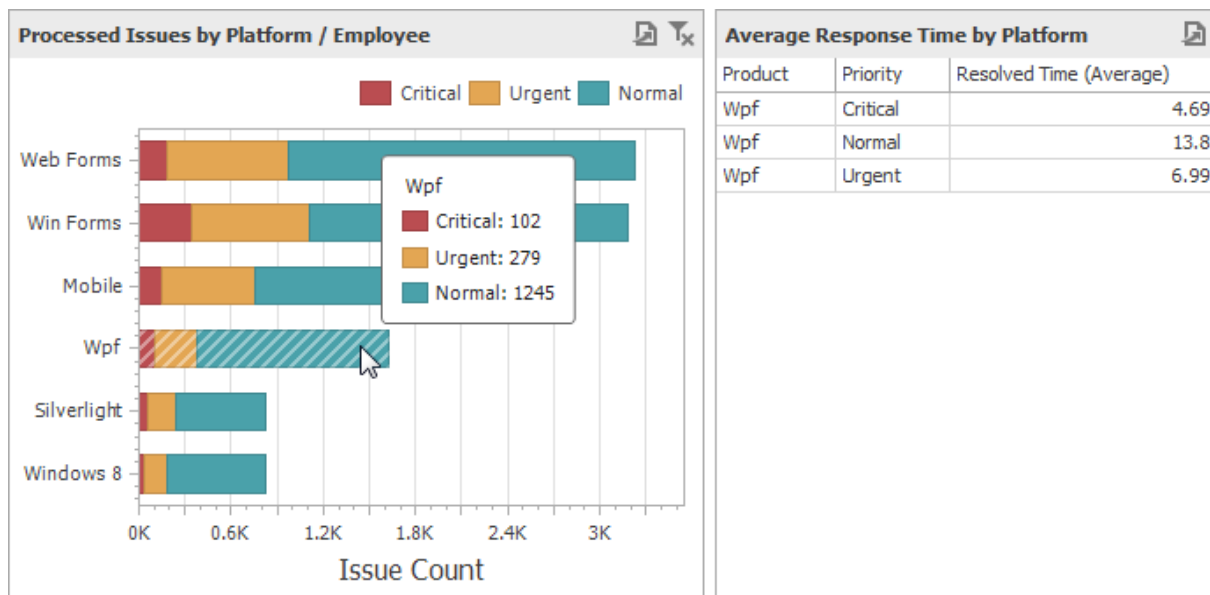 Processed Issues by Platform / Employee
Critical Urgent Normal
Web Forms
Win Forms
Mobile
Wpf
Silverlight
Windows 8
Wpf
Critical: 102
Urgent: 279
Normal: 1245
0K 0.6K 1.2K 1.8K 2.4K 3K
Issue Count
Average Response Time by Platform
Product Priority Resolved Time (Average)
Wpf Critical 4.69
Wpf Normal 13.8
Wpf Urgent 6.99